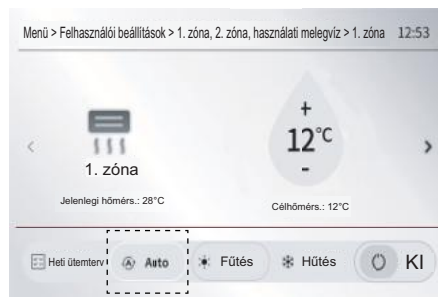 Menü > Felhasználói beállítások > 1. zóna, 2. zóna, használati melegvíz > 1. zóna 12:53
+
12°C
-
1. zóna
Jelenlegi hőmérs.: 28°C
Célhőmérs.: 12°C
Heti ütemterv Auto Fűtés Hűtés KI